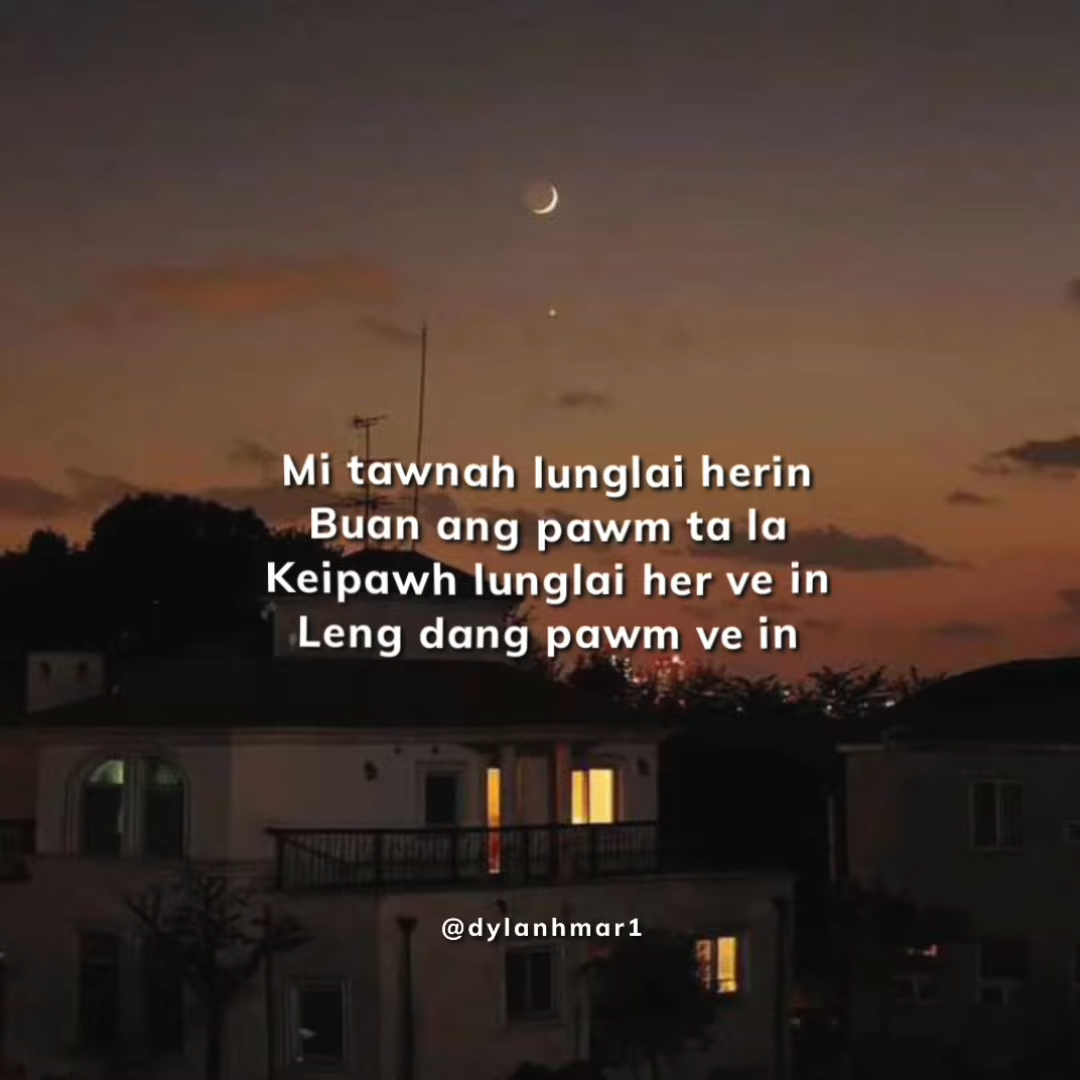 Mi tawnah lunglai herin
Buan ang pawm ta la
Keipawh lunglai her ve in
Leng dang pawm ve in
@dylanhmar1